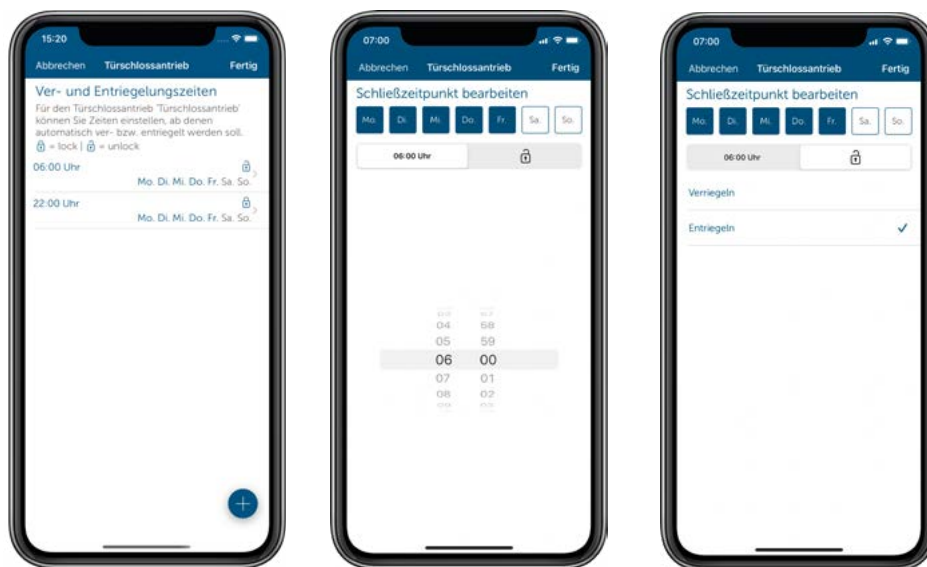 15:20
Abbrechen Türschlossantrieb Fertig
Ver- und Entriegelungszeiten
Für den Türschlossantrieb 'Türschlossantrieb'
können Sie Zeiten einstellen, ab denen
automatisch ver- bzw. entriegelt werden soll.
= lock | = unlock
06:00 Uhr
Mo. Di. Mi. Do. Fr. Sa. So.
22:00 Uhr
Mo. Di. Mi. Do. Fr. Sa. So.
07:00
Abbrechen Türschlossantrieb Fertig
Schließzeitpunkt bearbeiten
Mo. Di. Mi. Do. Fr. Sa. So.
06:00 Uhr
04 58
05 59
06 00
07 01
08 02
07:00
Abbrechen Türschlossantrieb Fertig
Schließzeitpunkt bearbeiten
Mo. Di. Mi. Do. Fr. Sa. So.
06:00 Uhr
Verriegeln
Entriegeln